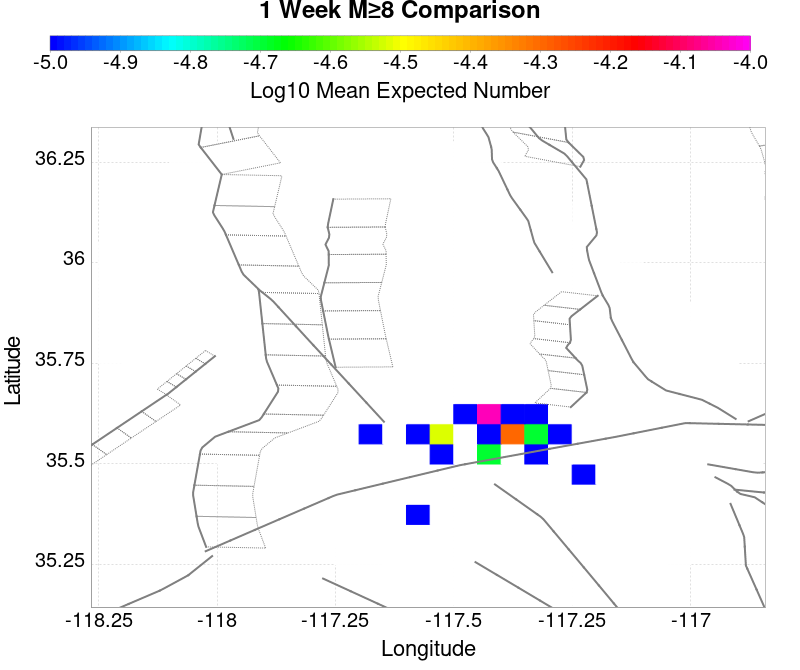 1 Week M≥8 Comparison
-5.0 -4.9 -4.8 -4.7 -4.6 -4.5 -4.4 -4.3 -4.2 -4.1 -4.0
Log10 Mean Expected Number
36.25
36
35.75
35.5
35.25
Latitude
-118.25 -118 -117.25 -117.5 -117.25 -117
Longitude